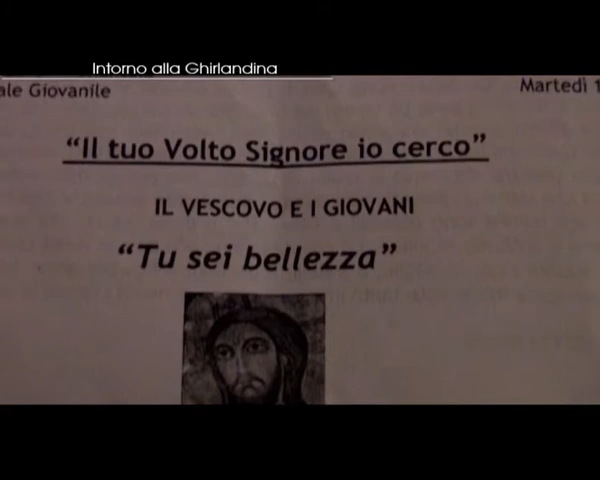 Intorno alla Ghirlandina
ale Giovanile
Martedì 1
“Il tuo Volto Signore io cerco”
IL VESCOVO E I GIOVANI
“Tu sei bellezza”